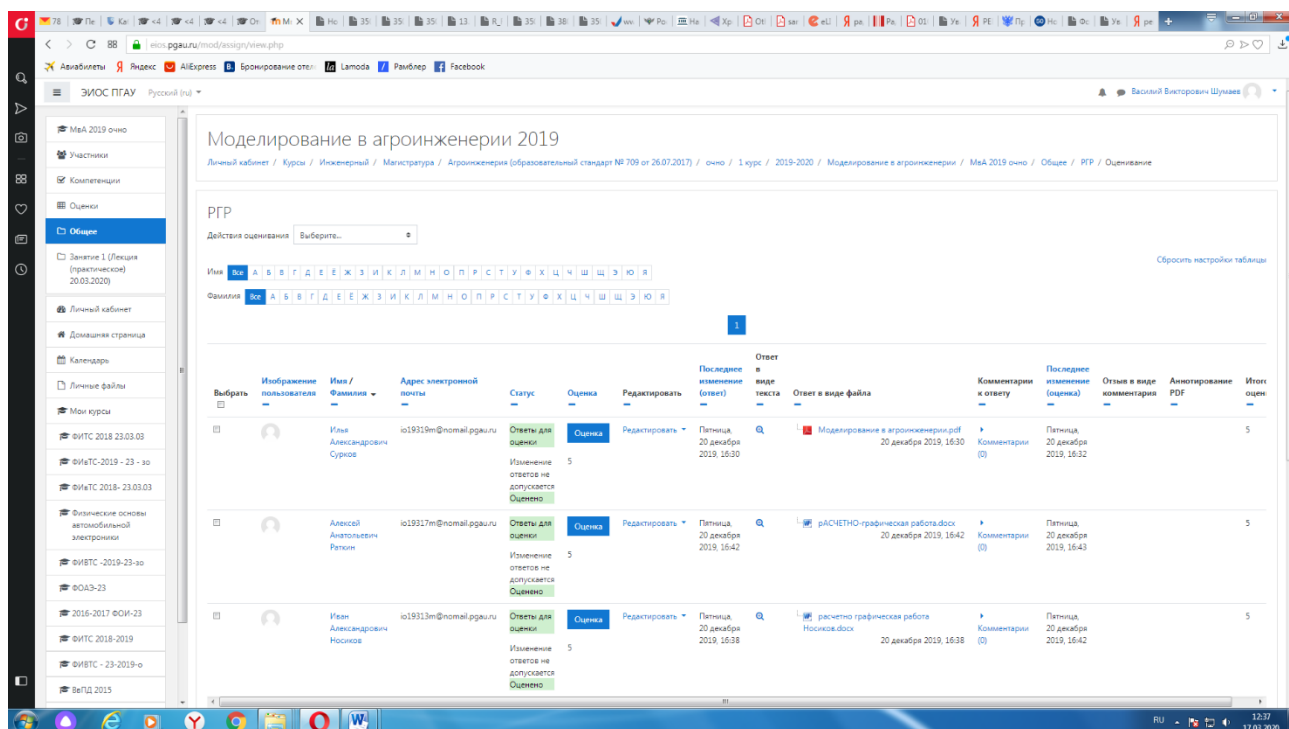 eios.pgau.ru/mod/assign/view.php
Авиабилеты Яндекс AliExpress Бронирование отел Lamoda Рамблер Facebook
ЭИОС ПГАУ Русский (ru)
Василий Викторович Шумаев
МвА 2019 очно
Участники
Компетенции
Оценки
Общее
Занятие 1 (Лекция
(практическое)
20.03.2020)
Личный кабинет
Домашняя страница
Календарь
Личные файлы
Мои курсы
ФИТС 2018 23.03.03
ФИвТС-2019 - 23 - зо
ФИвТС 2018- 23.03.03
Физические основы
автомобильной
электроники
ФИВТС -2019-23-зо
ФОАЭ-23
2016-2017 ФОИ-23
ФИТС 2018-2019
ФИВТС - 23-2019-о
ВвПД 2015
Моделирование в агроинженерии 2019
Личный кабинет / Курсы / Инженерный / Магистратура / Агроинженерия (образовательный стандарт № 709 от 26.07.2017) / очно / 1 курс / 2019-2020 / Моделирование в агроинженерии / МвА 2019 очно / Общее / РГР / Оценивание
РГР
Действия оценивания Выберите...
Сбросить настройки таблицы
Имя Все А Б В Г Д Е Ё Ж З И К Л М Н О П Р С Т У Ф Х Ц Ч Ш Щ Э Ю Я
Фамилия Все А Б В Г Д Е Ё Ж З И К Л М Н О П Р С Т У Ф Х Ц Ч Ш Щ Э Ю Я
1
Выбрать
Изображение
пользователя
Имя /
Фамилия
Адрес электронной
почты
Статус
Оценка
Редактировать
Последнее
изменение
(ответ)
Ответ
в
виде
текста
Ответ в виде файла
Комментарии
к ответу
Последнее
изменение
(оценка)
Отзыв в виде
комментария
Аннотирование
PDF
Илья
Александрович
Сурков
io19319m@nomail.pgau.ru
Ответы для
оценки
Изменение
ответов не
допускается
Оценено
Оценка
5
Редактировать
Пятница,
20 декабря
2019, 16:30
Моделирование в агроинженерии.pdf
20 декабря 2019, 16:30
Комментарии
(0)
Пятница,
20 декабря
2019, 16:32
5
Алексей
Анатольевич
Раткин
io19317m@nomail.pgau.ru
Ответы для
оценки
Изменение
ответов не
допускается
Оценено
Оценка
5
Редактировать
Пятница,
20 декабря
2019, 16:42
рАСЧЕТНО-графическая работа.docx
20 декабря 2019, 16:42
Комментарии
(0)
Пятница,
20 декабря
2019, 16:43
5
Иван
Александрович
Носиков
io19313m@nomail.pgau.ru
Ответы для
оценки
Изменение
ответов не
допускается
Оценено
Оценка
5
Редактировать
Пятница,
20 декабря
2019, 16:38
расчетно графическая работа
Носиков.docx
20 декабря 2019, 16:38
Комментарии
(0)
Пятница,
20 декабря
2019, 16:42
5
RU 12:37
17.03.2020